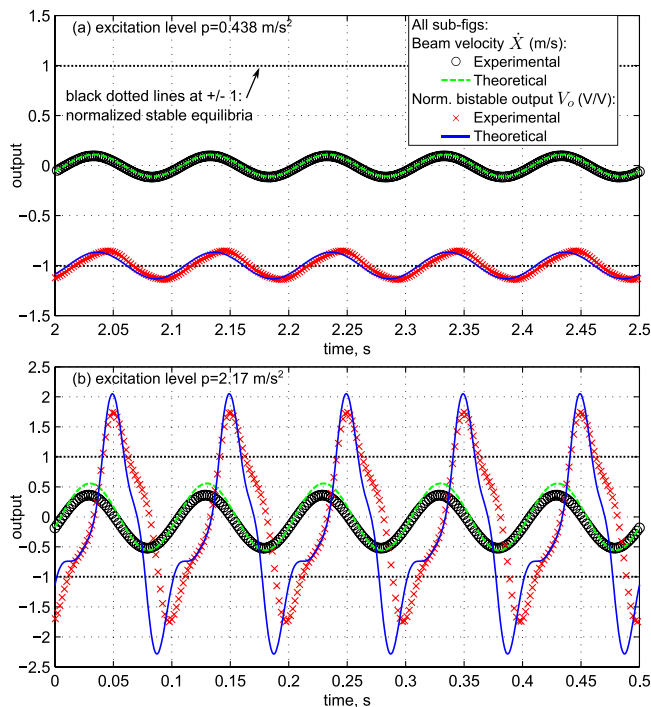 (a) excitation level p=0.438 m/s²
All sub-figs:
Beam velocity Ẋ (m/s):
Experimental
Theoretical
Norm. bistable output Vₒ (V/V):
Experimental
Theoretical
black dotted lines at +/- 1:
normalized stable equilibria
output
1.5
1
0.5
0
−0.5
−1
−1.5
2 2.05 2.1 2.15 2.2 2.25 2.3 2.35 2.4 2.45 2.5
time, s
(b) excitation level p=2.17 m/s²
output
2.5
2
1.5
1
0.5
0
−0.5
−1
−1.5
−2
−2.5
0 0.05 0.1 0.15 0.2 0.25 0.3 0.35 0.4 0.45 0.5
time, s